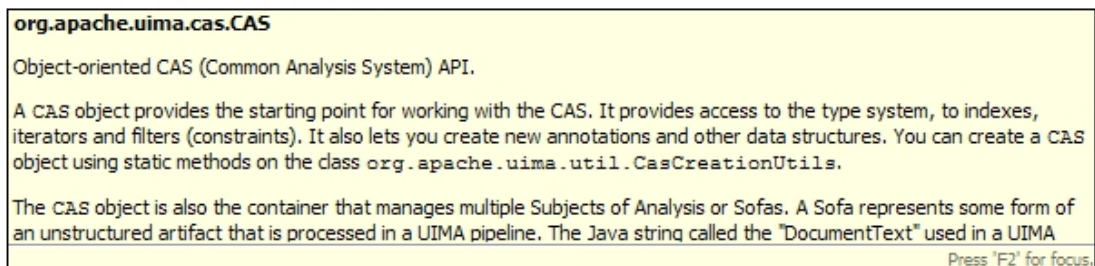 org.apache.uima.cas.CAS
Object-oriented CAS (Common Analysis System) API.
A CAS object provides the starting point for working with the CAS. It provides access to the type system, to indexes,
iterators and filters (constraints). It also lets you create new annotations and other data structures. You can create a CAS
object using static methods on the class org.apache.uima.util.CasCreationUtils.
The CAS object is also the container that manages multiple Subjects of Analysis or Sofas. A Sofa represents some form of
an unstructured artifact that is processed in a UIMA pipeline. The Java string called the "DocumentText" used in a UIMA
Press 'F2' for focus.